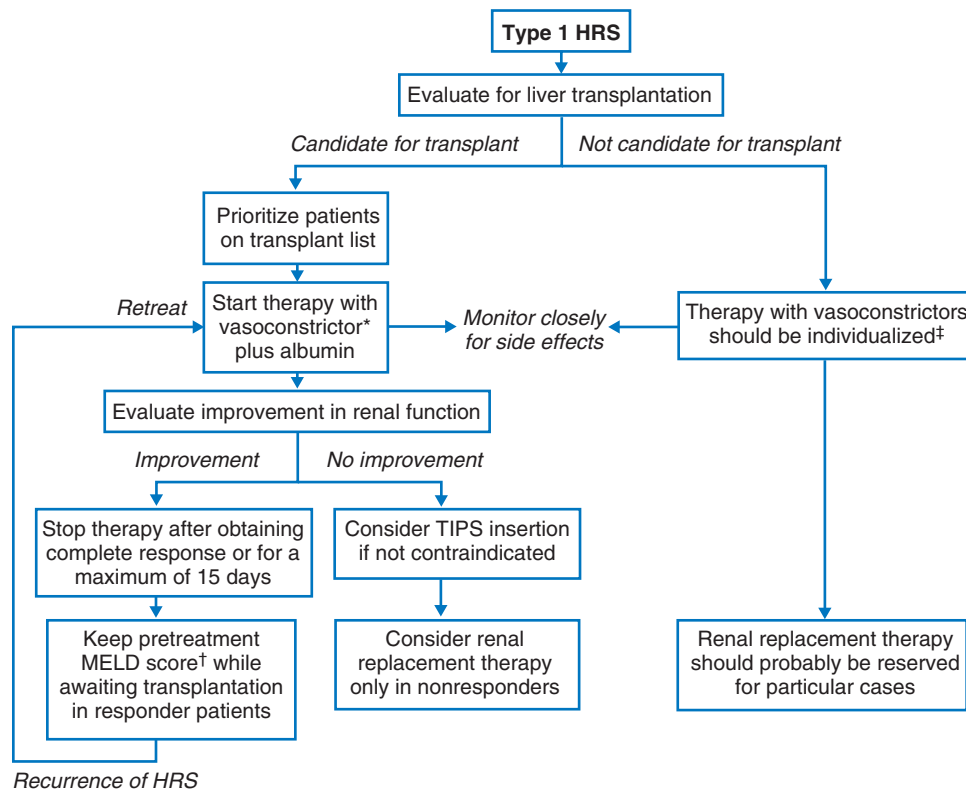 Type 1 HRS
Evaluate for liver transplantation
Candidate for transplant
Not candidate for transplant
Prioritize patients
on transplant list
Retreat
Start therapy with
vasoconstrictor*
plus albumin
Monitor closely
for side effects
Therapy with vasoconstrictors
should be individualized‡
Evaluate improvement in renal function
Improvement
No improvement
Stop therapy after obtaining
complete response or for a
maximum of 15 days
Consider TIPS insertion
if not contraindicated
Keep pretreatment
MELD score† while
awaiting transplantation
in responder patients
Consider renal
replacement therapy
only in nonresponders
Renal replacement therapy
should probably be reserved
for particular cases
Recurrence of HRS